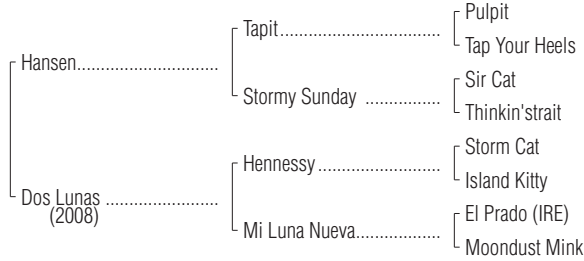 Pulpit
Tapit
Tap Your Heels
Hansen
Sir Cat
Stormy Sunday
Thinkin'strait
Storm Cat
Hennessy
Island Kitty
Dos Lunas
(2008)
El Prado (IRE)
Mi Luna Nueva
Moondust Mink